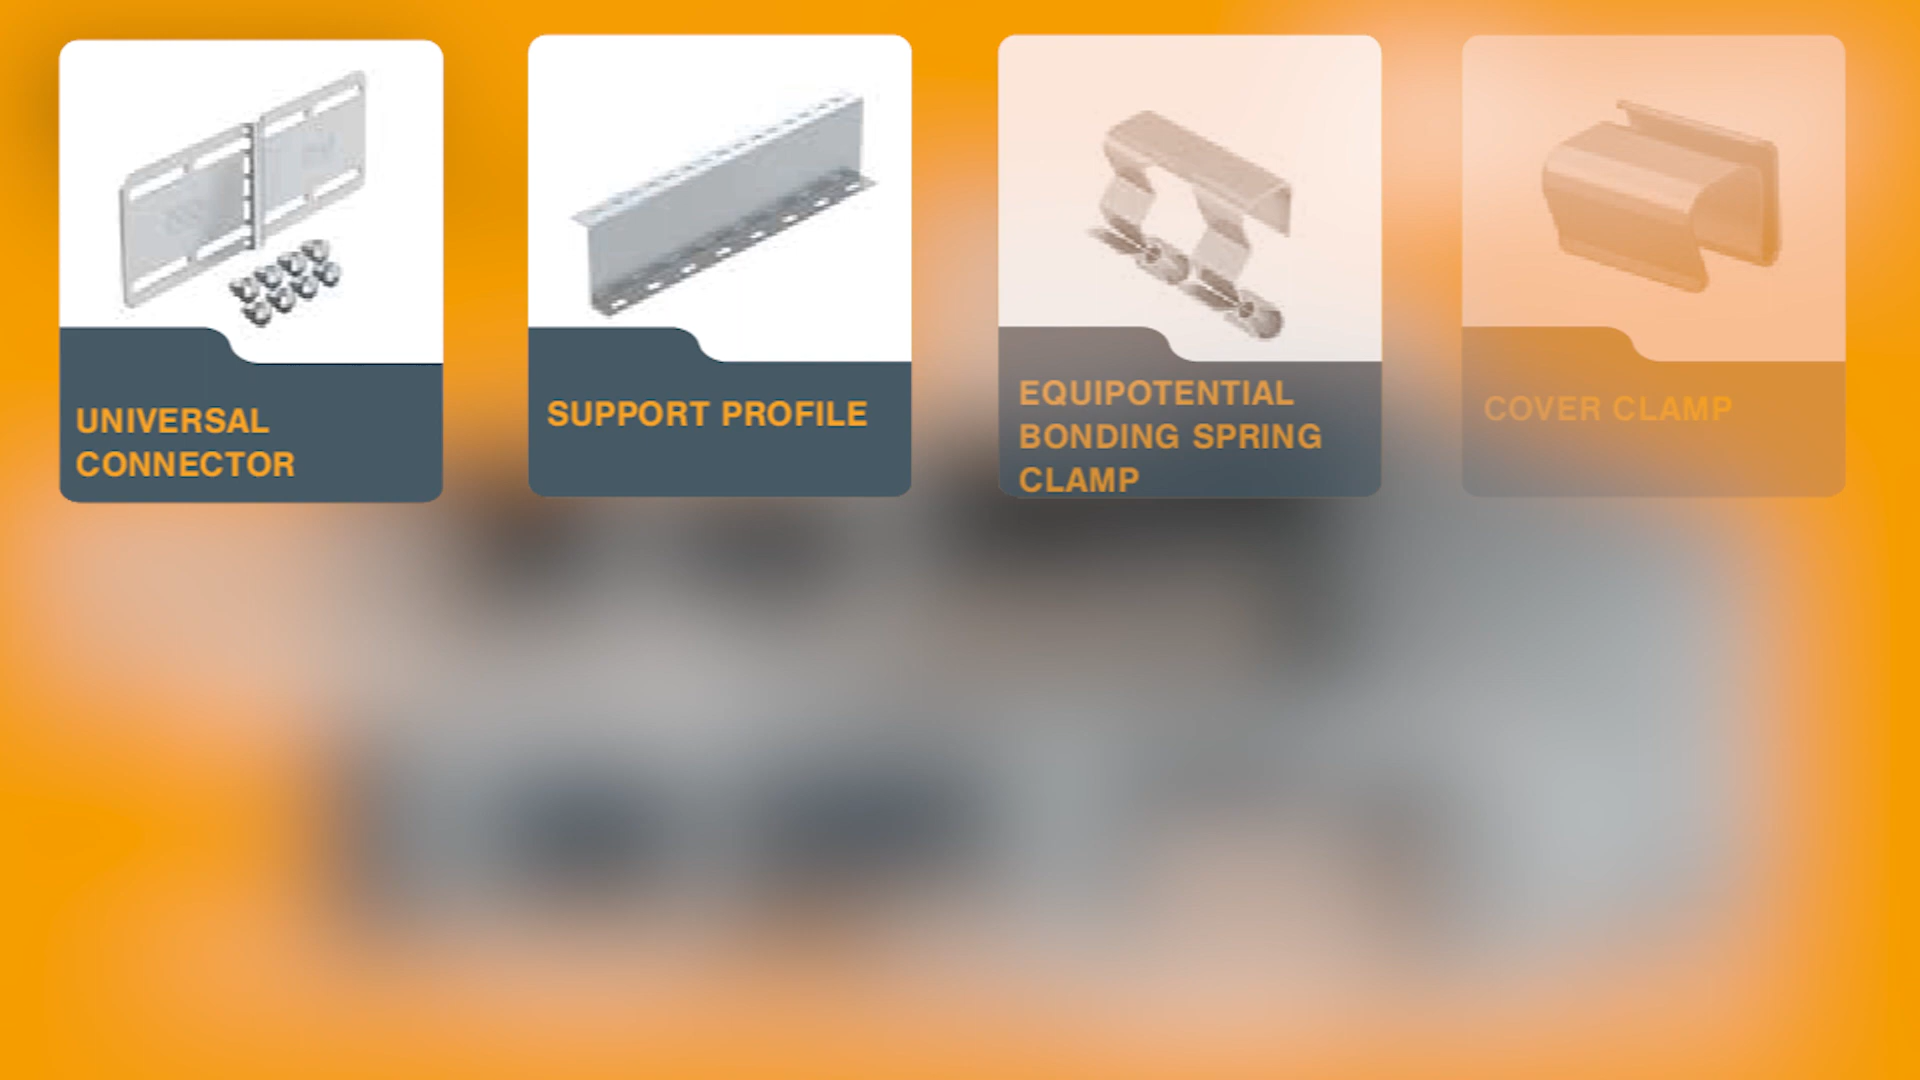 UNIVERSAL
CONNECTOR
SUPPORT PROFILE
EQUIPOTENTIAL
BONDING SPRING
CLAMP
COVER CLAMP